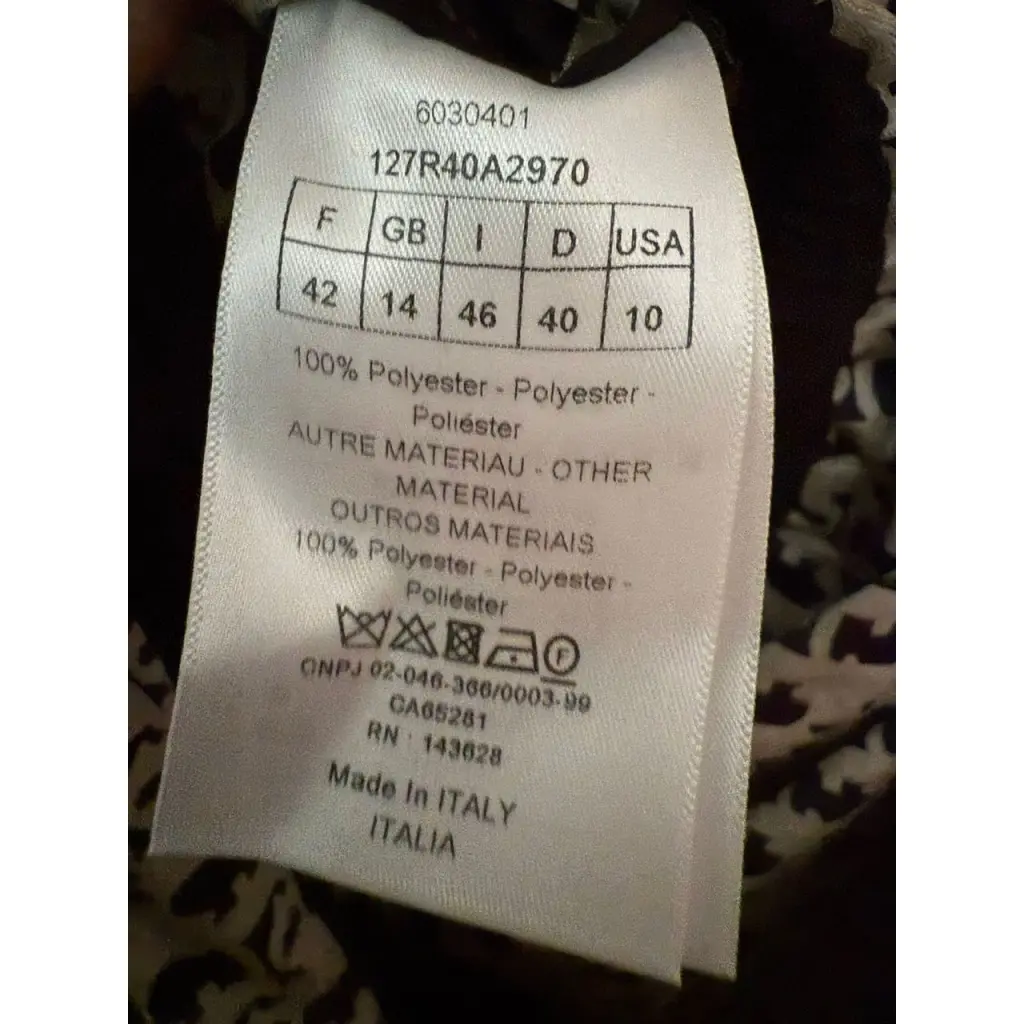 6030401
127R40A2970
F GB I D USA
42 14 46 40 10
100% Polyester - Polyester -
Poliéster
AUTRE MATERIAU - OTHER
MATERIAL
OUTROS MATERIAIS
100% Polyester - Polyester -
Poliéster
F
CNPJ 02-046-366/0003-99
CA65281
RN : 143628
Made In ITALY
ITALIA